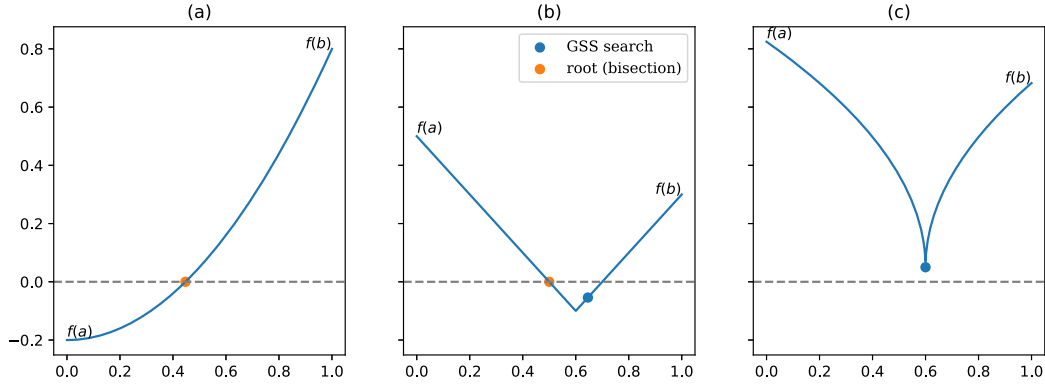 (a)
(b)
(c)
0.8
0.6
0.4
0.2
0.0
−0.2
f(a)
f(b)
0.0 0.2 0.4 0.6 0.8 1.0
f(a)
f(b)
GSS search
root (bisection)
0.0 0.2 0.4 0.6 0.8 1.0
f(a)
f(b)
0.0 0.2 0.4 0.6 0.8 1.0